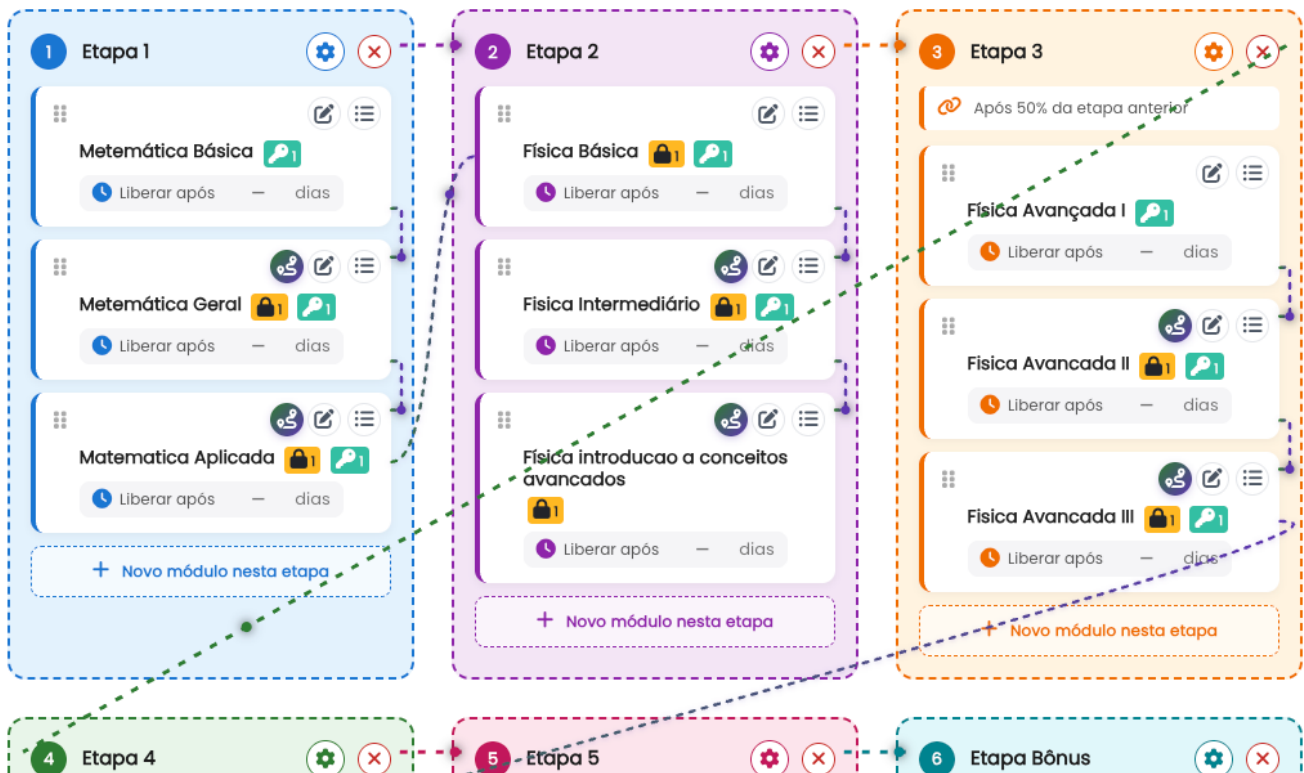 1 Etapa 1
Metemática Básica 1
Liberar após – dias
Metemática Geral 1 1
Liberar após – dias
Matematica Aplicada 1 1
Liberar após – dias
+ Novo módulo nesta etapa
2 Etapa 2
Física Básica 1 1
Liberar após – dias
Fisica Intermediário 1 1
Liberar após – dias
Física introducao a conceitos
avancados
1
Liberar após – dias
+ Novo módulo nesta etapa
3 Etapa 3
Após 50% da etapa anterior
Física Avançada I 1
Liberar após – dias
Fisica Avancada II 1 1
Liberar após – dias
Fisica Avancada III 1 1
Liberar após – dias
+ Novo módulo nesta etapa
4 Etapa 4
5 Etapa 5
6 Etapa Bônus